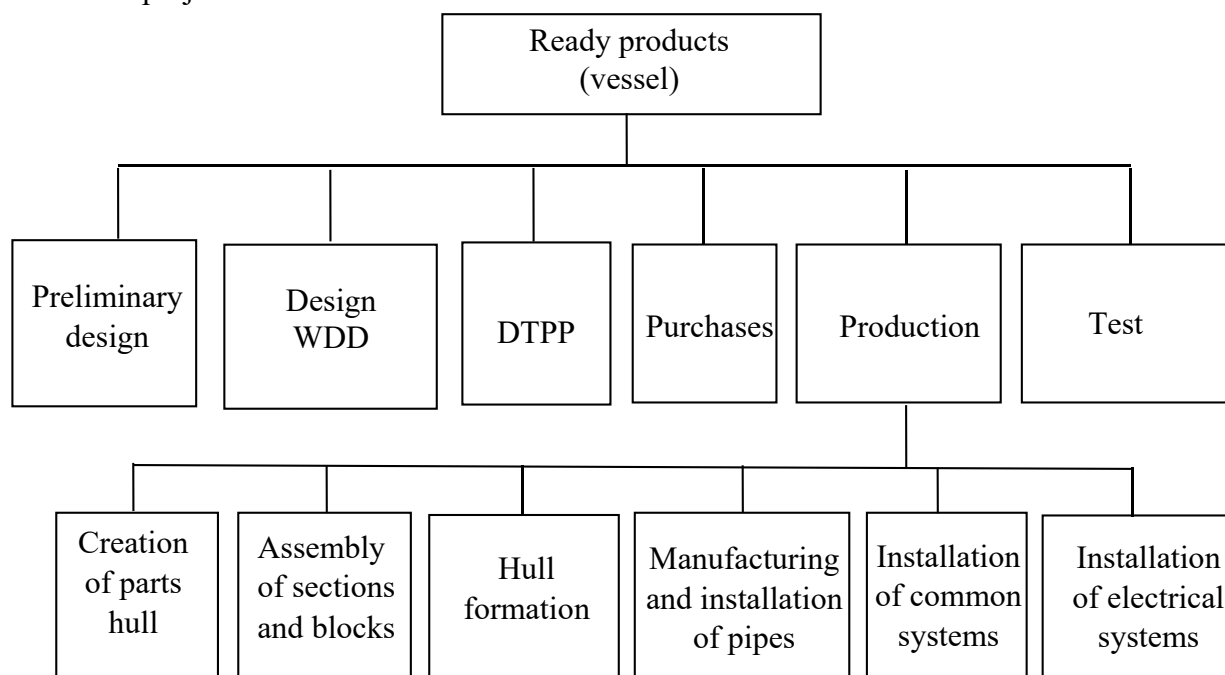 Ready products
(vessel)
Preliminary
design
Design
WDD
DTPP
Purchases
Production
Test
Creation
of parts
hull
Assembly
of sections
and blocks
Hull
formation
Manufacturing
and installation
of pipes
Installation
of common
systems
Installation
of electrical
systems